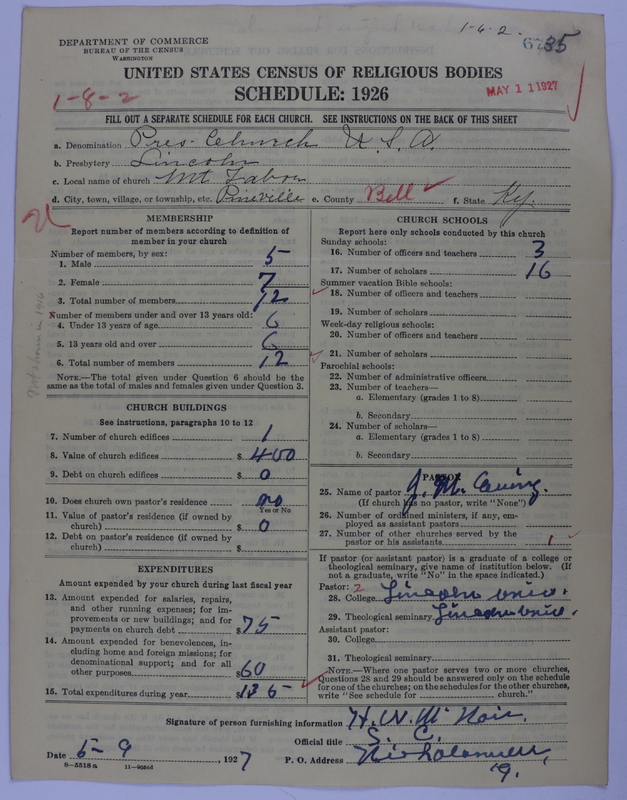 1-6-2.
DEPARTMENT OF COMMERCE
BUREAU OF THE CENSUS
WASHINGTON
UNITED STATES CENSUS OF RELIGIOUS BODIES
1-8-2
SCHEDULE: 1926
MAY 11 1927
FILL OUT A SEPARATE SCHEDULE FOR EACH CHURCH. SEE INSTRUCTIONS ON THE BACK OF THIS SHEET
a. Denomination Pres. Church U.S.A.
b. Presbytery Lincoln
c. Local name of church Mt Tabor
d. City, town, village, or township, etc. Pineville e. County Bell f. State Ky.
MEMBERSHIP
Report number of members according to definition of
member in your church
Number of members, by sex:
1. Male 5
2. Female 7
3. Total number of members 12
Number of members under and over 13 years old:
4. Under 13 years of age 6
5. 13 years old and over 6
6. Total number of members 12
NOTE.—The total given under Question 6 should be the
same as the total of males and females given under Question 3.
Not shown in 1916
CHURCH BUILDINGS
See instructions, paragraphs 10 to 12
7. Number of church edifices 1
8. Value of church edifices $ 400
9. Debt on church edifices $ 0
10. Does church own pastor's residence no
Yes or No
11. Value of pastor's residence (if owned by
church) $ 0
12. Debt on pastor's residence (if owned by
church) $
EXPENDITURES
Amount expended by your church during last fiscal year
13. Amount expended for salaries, repairs,
and other running expenses; for im-
provements or new buildings; and for
payments on church debt $ 75
14. Amount expended for benevolences, in-
cluding home and foreign missions; for
denominational support; and for all
other purposes $ 60
15. Total expenditures during year $ 135
CHURCH SCHOOLS
Report here only schools conducted by this church
Sunday schools:
16. Number of officers and teachers 3
17. Number of scholars 16
Summer vacation Bible schools:
18. Number of officers and teachers
19. Number of scholars
Week-day religious schools:
20. Number of officers and teachers
21. Number of scholars
Parochial schools:
22. Number of administrative officers
23. Number of teachers—
a. Elementary (grades 1 to 8)
b. Secondary
24. Number of scholars—
a. Elementary (grades 1 to 8)
b. Secondary
PASTOR
25. Name of pastor J. M. Ewing.
(If church has no pastor, write "None")
26. Number of ordained ministers, if any, em-
ployed as assistant pastors
27. Number of other churches served by the
pastor or his assistants 1
If pastor (or assistant pastor) is a graduate of a college or
theological seminary, give name of institution below. (If
not a graduate, write "No" in the space indicated.)
Pastor: 2
28. College Lincoln Univ.
29. Theological seminary Lincoln Univ.
Assistant pastor:
30. College
31. Theological seminary
NOTE.—Where one pastor serves two or more churches,
Questions 28 and 29 should be answered only on the schedule
for one of the churches; on the schedules for the other churches,
write "See schedule for ______ church."
Signature of person furnishing information H. W. McNair,
Official title S. C.
Date 5-9, 1927 P. O. Address
8-5518 a